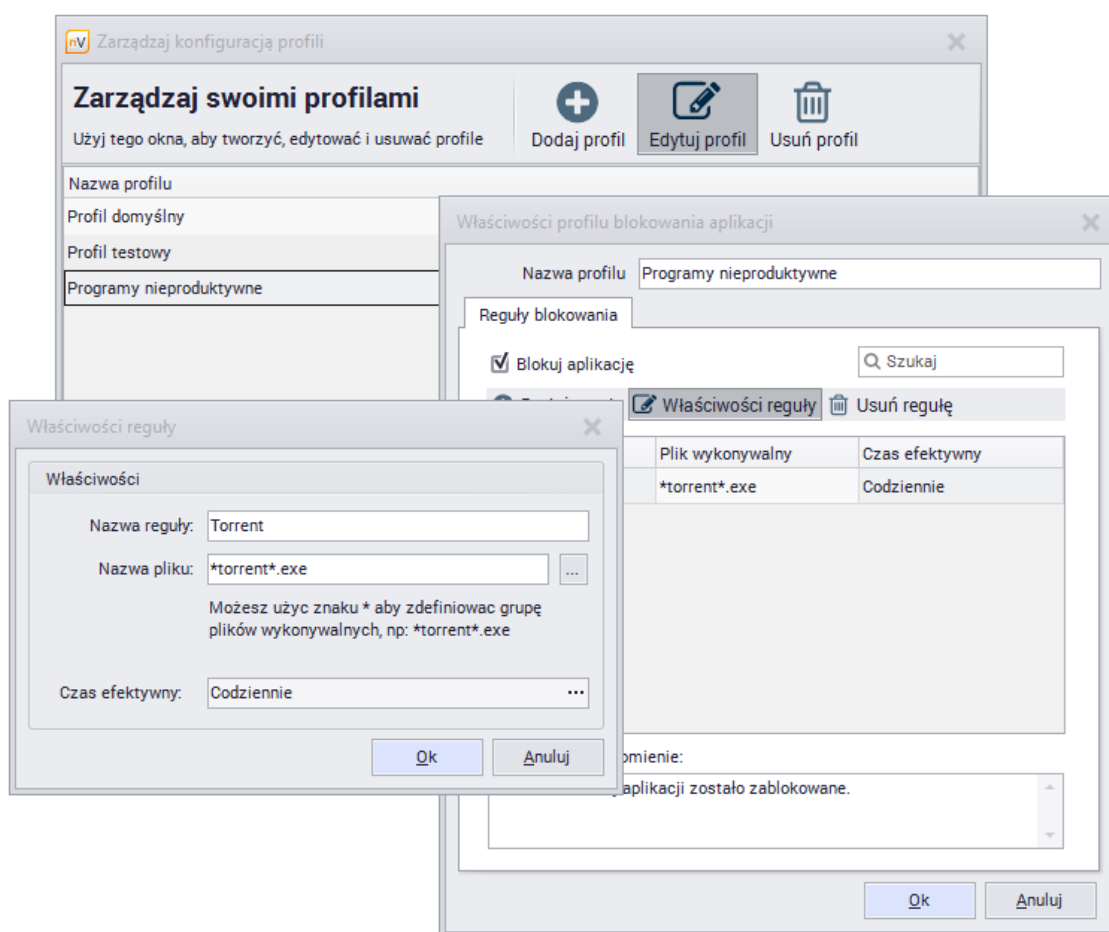 nV Zarządzaj konfiguracją profili
Zarządzaj swoimi profilami
Użyj tego okna, aby tworzyć, edytować i usuwać profile
Dodaj profil
Edytuj profil
Usuń profil
Nazwa profilu
Profil domyślny
Profil testowy
Programy nieproduktywne
Właściwości profilu blokowania aplikacji
Nazwa profilu Programy nieproduktywne
Reguły blokowania
Blokuj aplikację
Szukaj
Właściwości reguły
Usuń regułę
Plik wykonywalny Czas efektywny
*torrent*.exe Codziennie
omienie:
aplikacji zostało zablokowane.
Ok Anuluj
Właściwości reguły
Właściwości
Nazwa reguły: Torrent
Nazwa pliku: *torrent*.exe ...
Możesz użyc znaku * aby zdefiniowac grupę
plików wykonywalnych, np: *torrent*.exe
Czas efektywny: Codziennie ...
Ok Anuluj